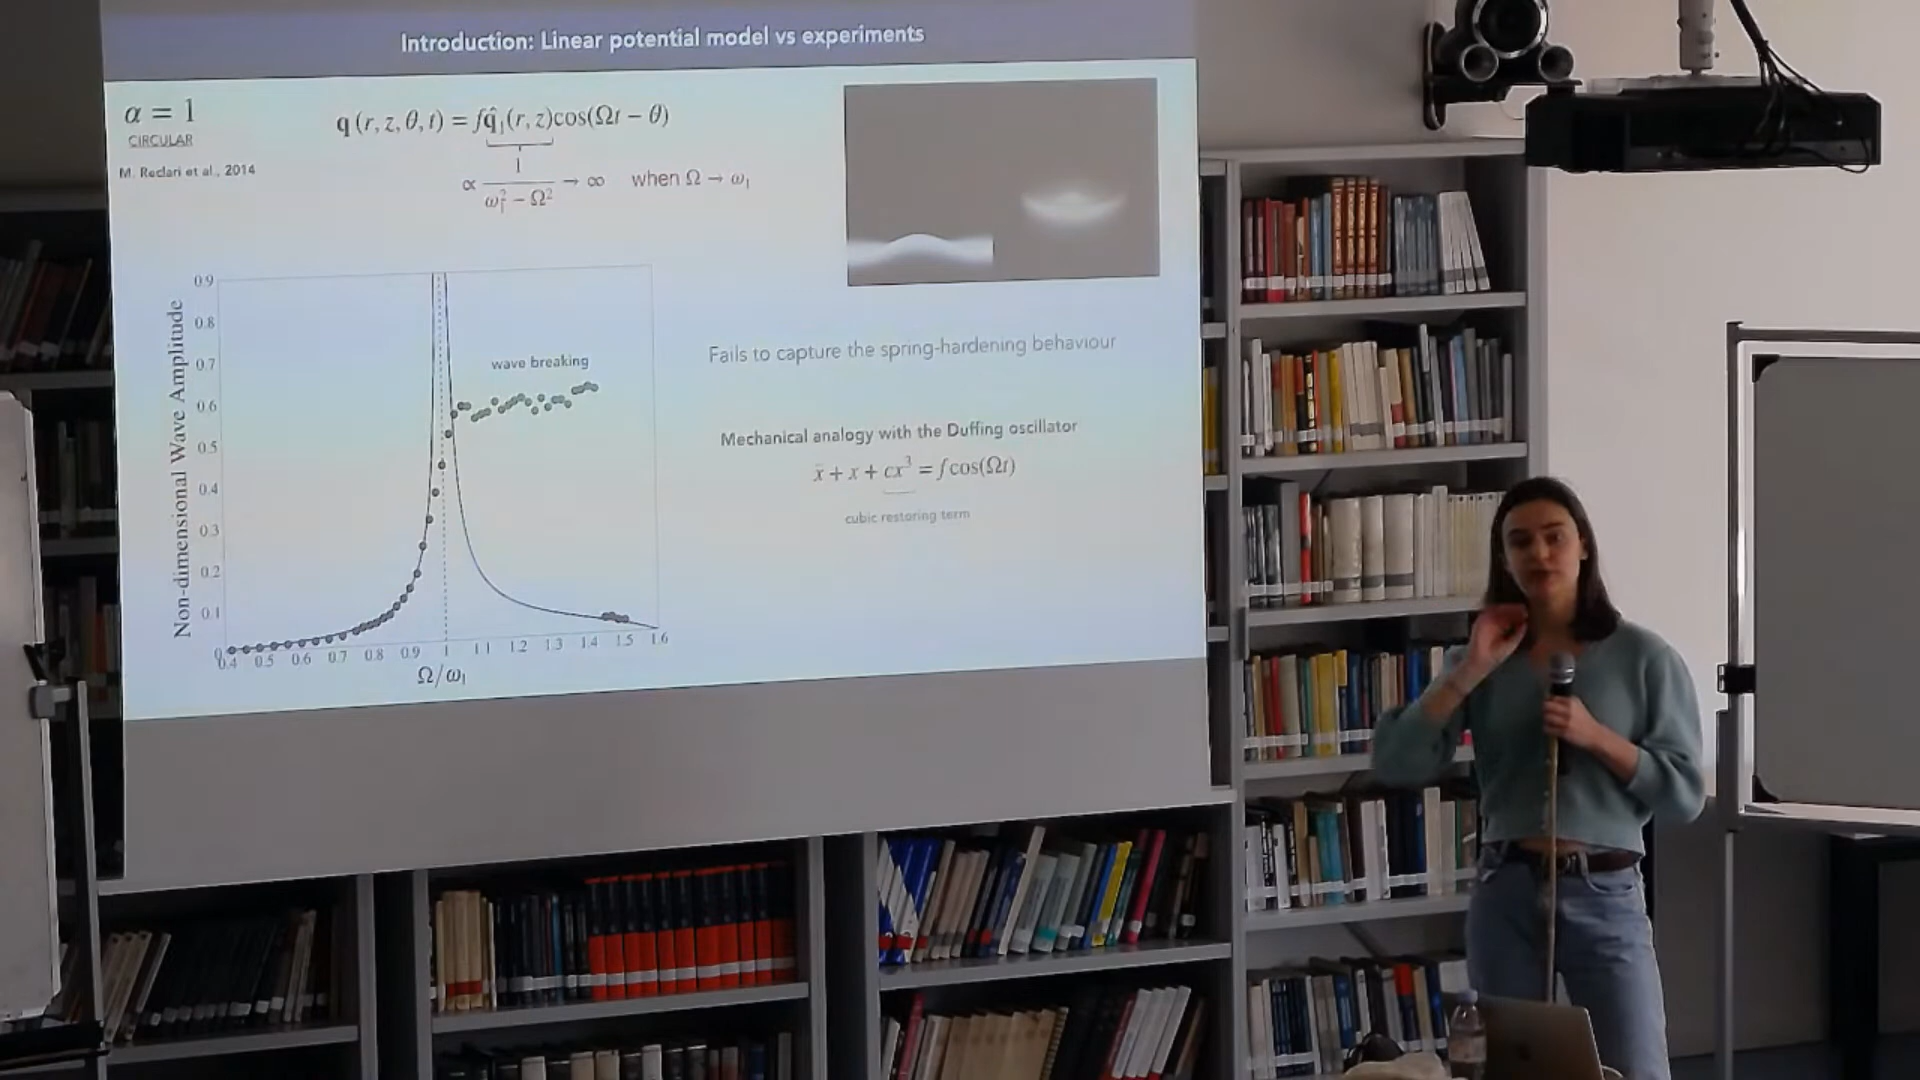 Introduction: Linear potential model vs experiments
α = 1
CIRCULAR
M. Reclari et al., 2014
q (r, z, θ, t) = f q̂₁(r, z)cos(Ωt − θ)
∝ 1 / (ω₁² − Ω²) → ∞ when Ω → ω₁
Non-dimensional Wave Amplitude
0.9
0.8
0.7
0.6
0.5
0.4
0.3
0.2
0.1
0
wave breaking
0.4 0.5 0.6 0.7 0.8 0.9 1 1.1 1.2 1.3 1.4 1.5 1.6
Ω/ω₁
Fails to capture the spring-hardening behaviour
Mechanical analogy with the Duffing oscillator
ẍ + x + cx³ = f cos(Ωt)
cubic restoring term